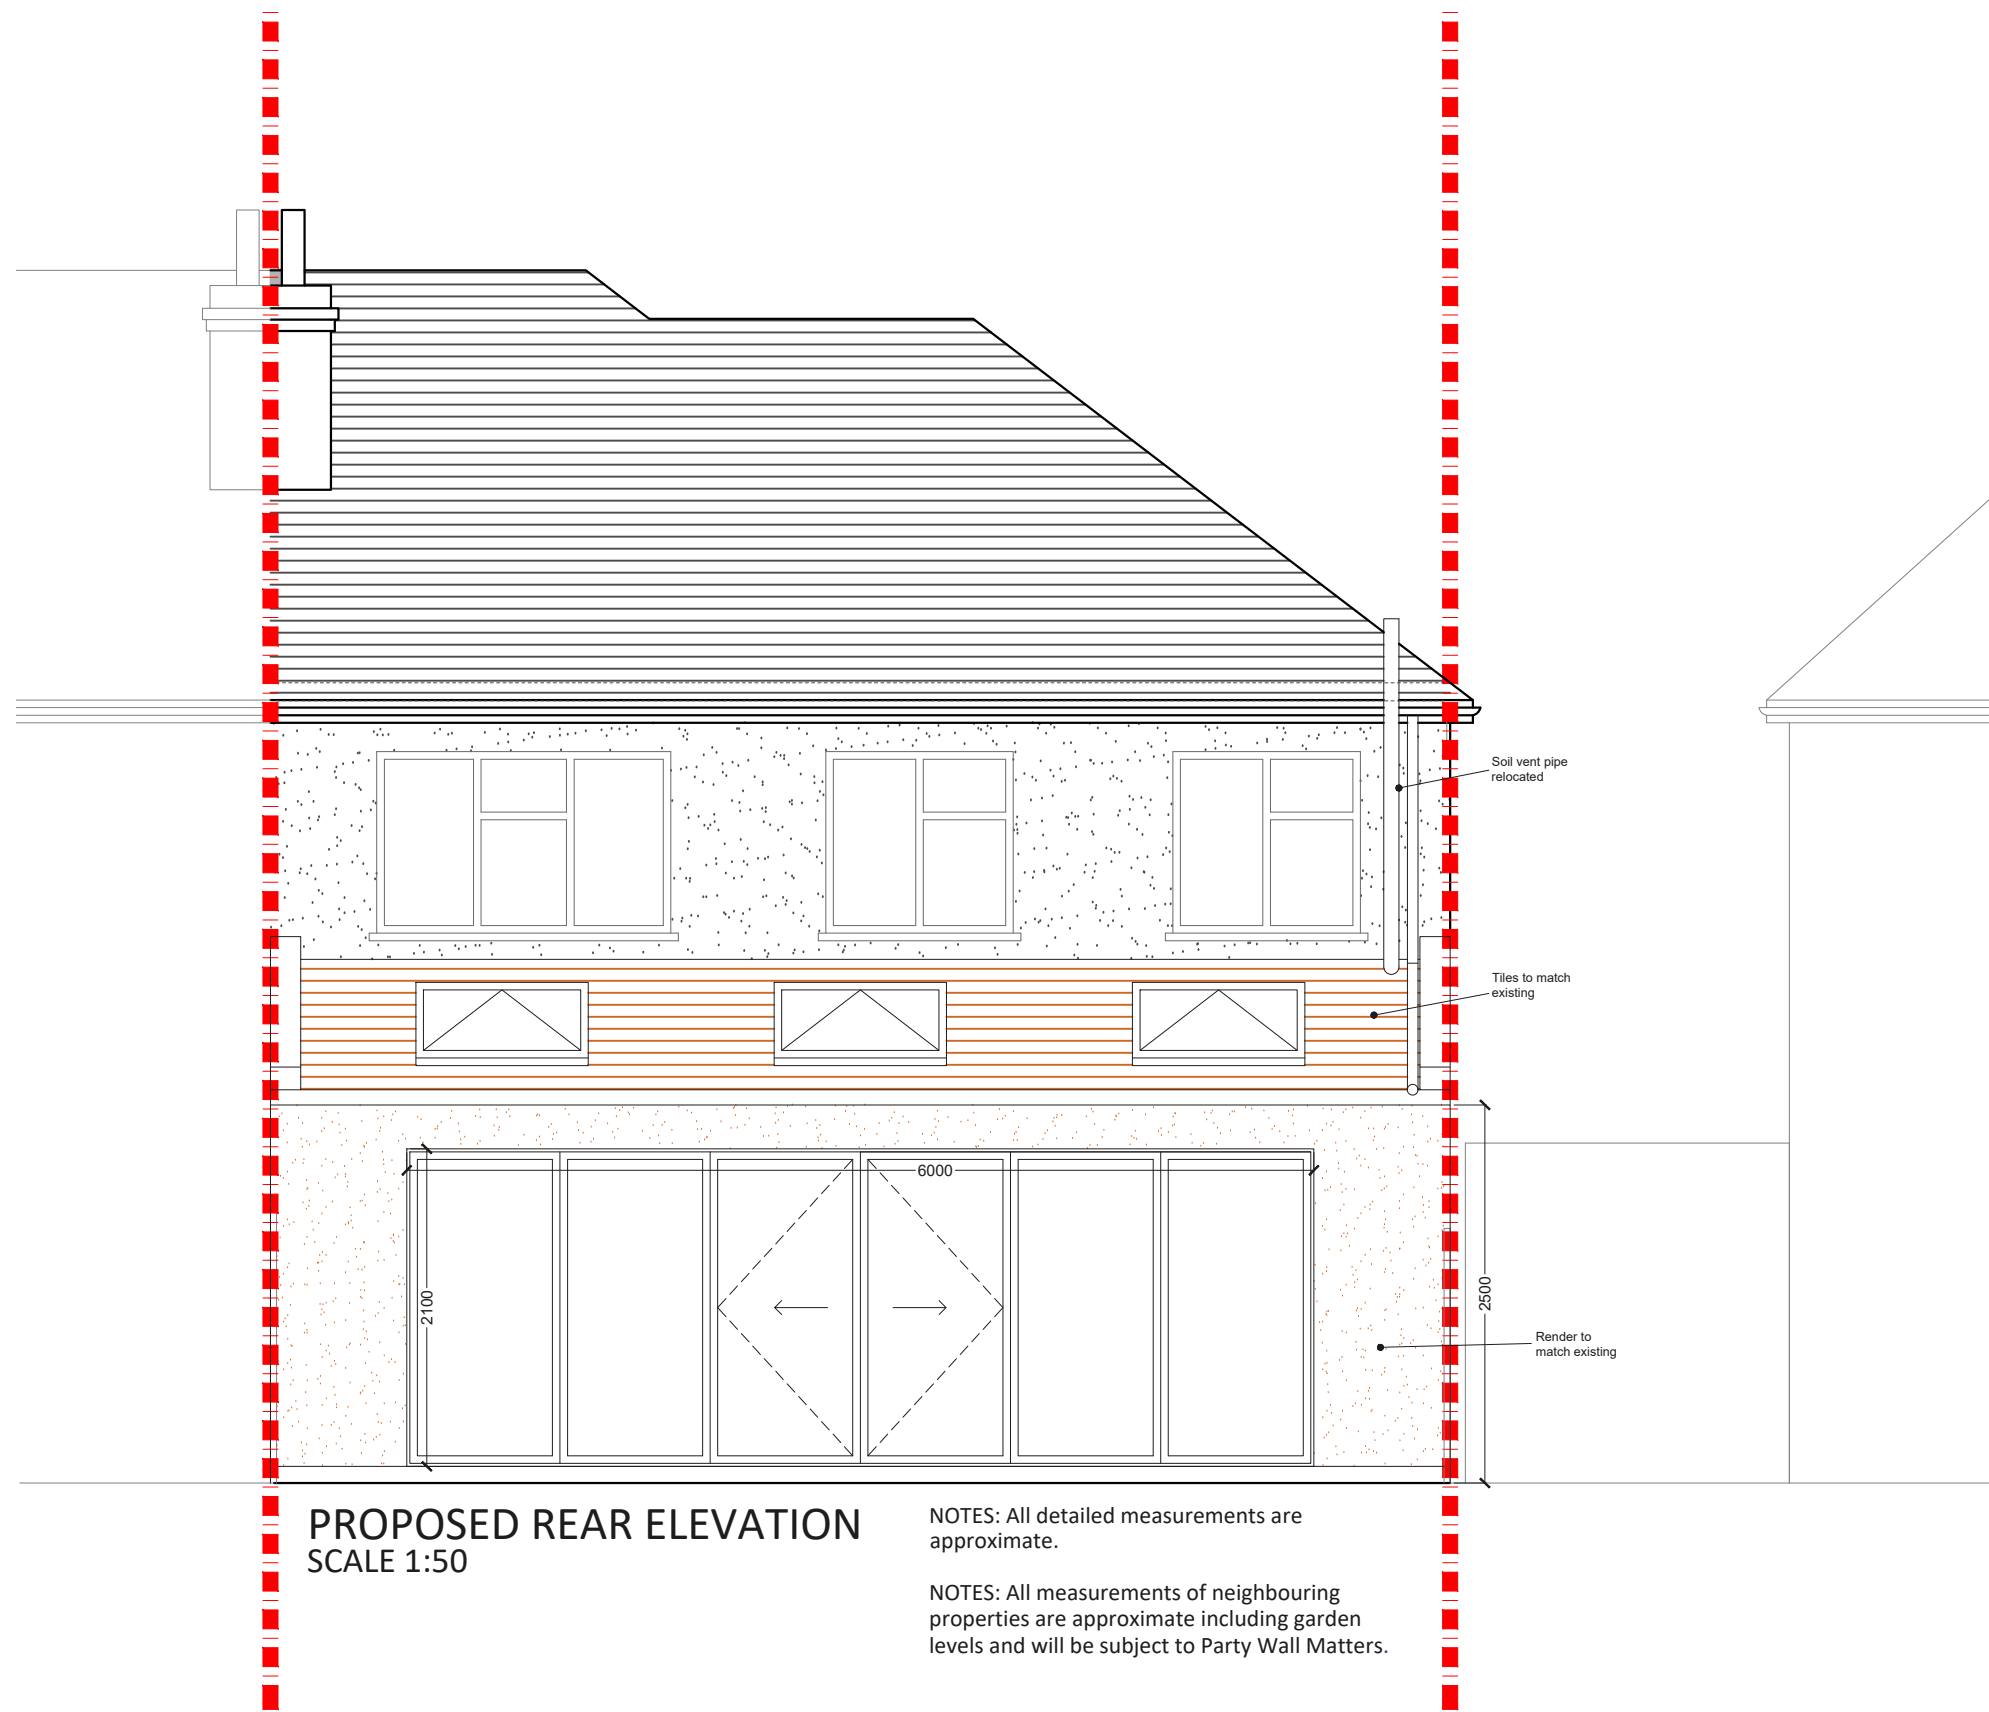 Soil vent pipe
relocated
Tiles to match
existing
6000
2100
2500
Render to
match existing
PROPOSED REAR ELEVATION
SCALE 1:50
NOTES: All detailed measurements are
approximate.
NOTES: All measurements of neighbouring
properties are approximate including garden
levels and will be subject to Party Wall Matters.